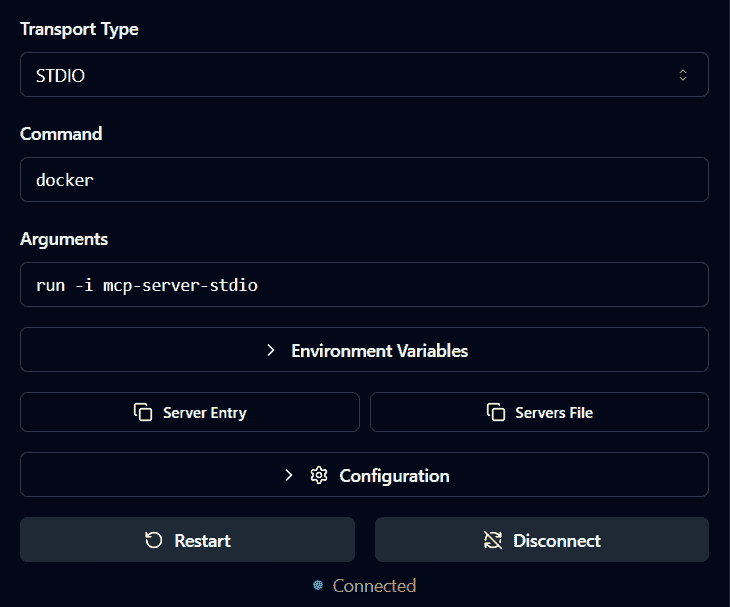 Transport Type
STDIO
Command
docker
Arguments
run -i mcp-server-stdio
Environment Variables
Server Entry
Servers File
Configuration
Restart
Disconnect
Connected